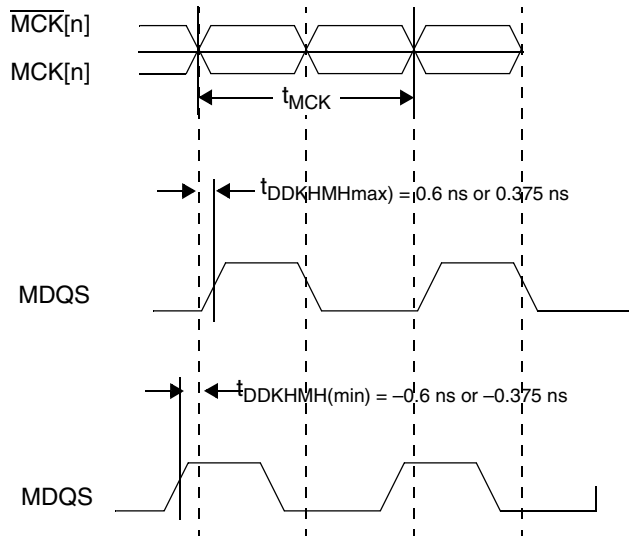 M̅C̅K̅[n]
MCK[n]
tMCK
tDDKHMHmax) = 0.6 ns or 0.375 ns
MDQS
tDDKHMH(min) = –0.6 ns or –0.375 ns
MDQS